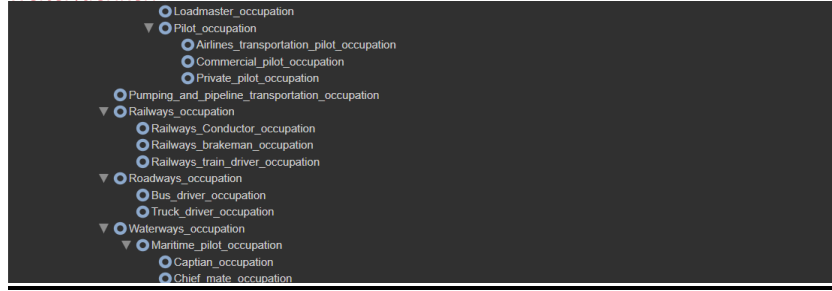 Loadmaster_occupation
Pilot_occupation
Airlines_transportation_pilot_occupation
Commercial_pilot_occupation
Private_pilot_occupation
Pumping_and_pipeline_transportation_occupation
Railways_occupation
Railways_Conductor_occupation
Railways_brakeman_occupation
Railways_train_driver_occupation
Roadways_occupation
Bus_driver_occupation
Truck_driver_occupation
Waterways_occupation
Maritime_pilot_occupation
Captian_occupation
Chief_mate_occupation